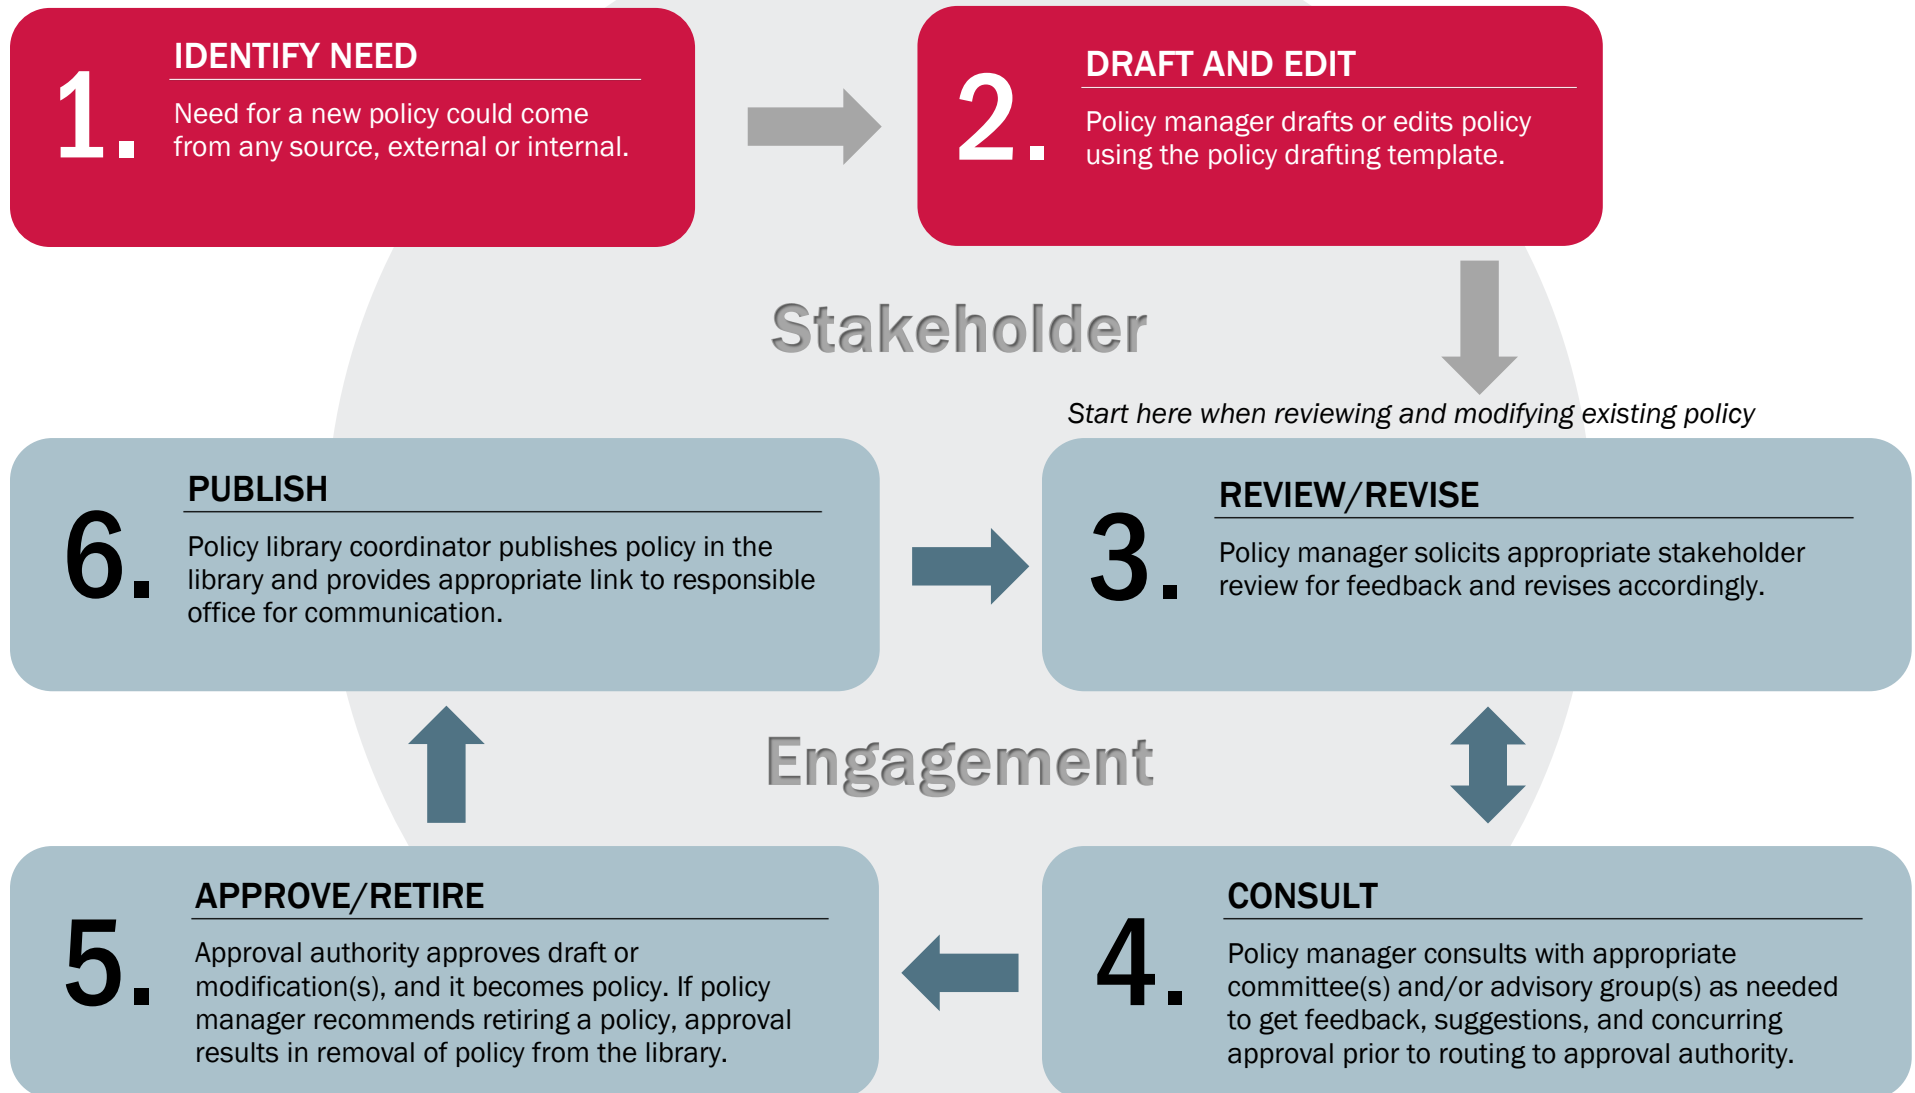 1.
IDENTIFY NEED
Need for a new policy could come
from any source, external or internal.
2.
DRAFT AND EDIT
Policy manager drafts or edits policy
using the policy drafting template.
Stakeholder
Start here when reviewing and modifying existing policy
3.
REVIEW/REVISE
Policy manager solicits appropriate stakeholder
review for feedback and revises accordingly.
Engagement
4.
CONSULT
Policy manager consults with appropriate
committee(s) and/or advisory group(s) as needed
to get feedback, suggestions, and concurring
approval prior to routing to approval authority.
5.
APPROVE/RETIRE
Approval authority approves draft or
modification(s), and it becomes policy. If policy
manager recommends retiring a policy, approval
results in removal of policy from the library.
6.
PUBLISH
Policy library coordinator publishes policy in the
library and provides appropriate link to responsible
office for communication.